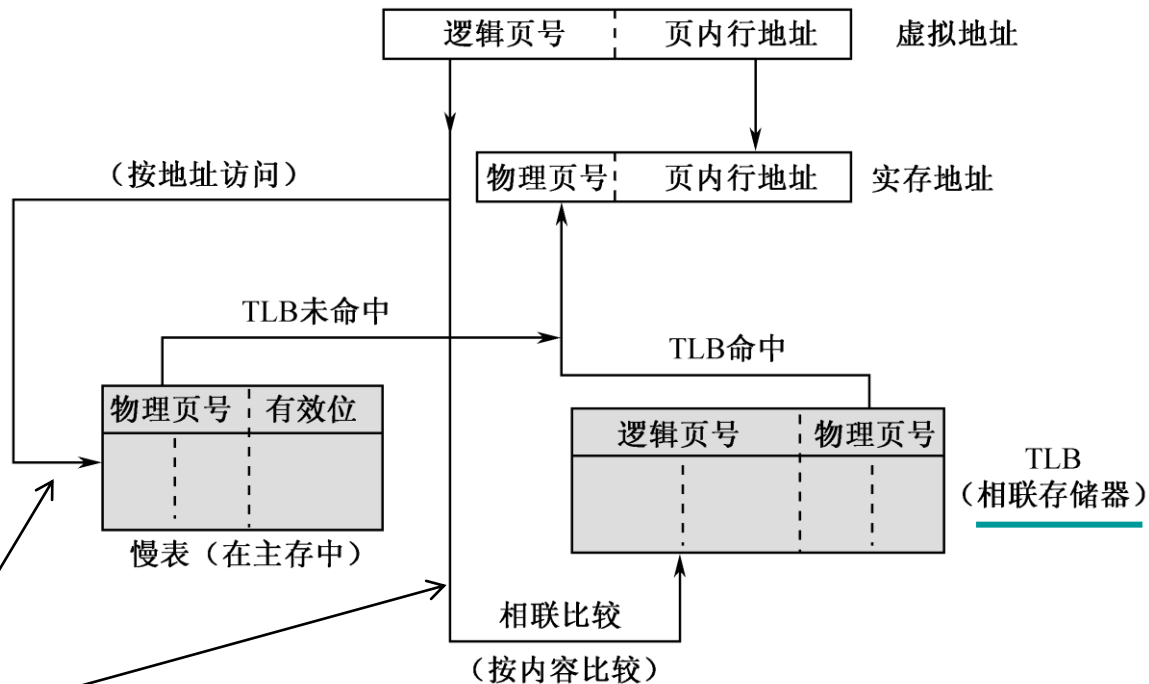 逻辑页号 页内行地址 虚拟地址
（按地址访问）
物理页号 页内行地址 实存地址
TLB未命中
TLB命中
物理页号 有效位
逻辑页号 物理页号
TLB
（相联存储器）
慢表（在主存中）
相联比较
（按内容比较）